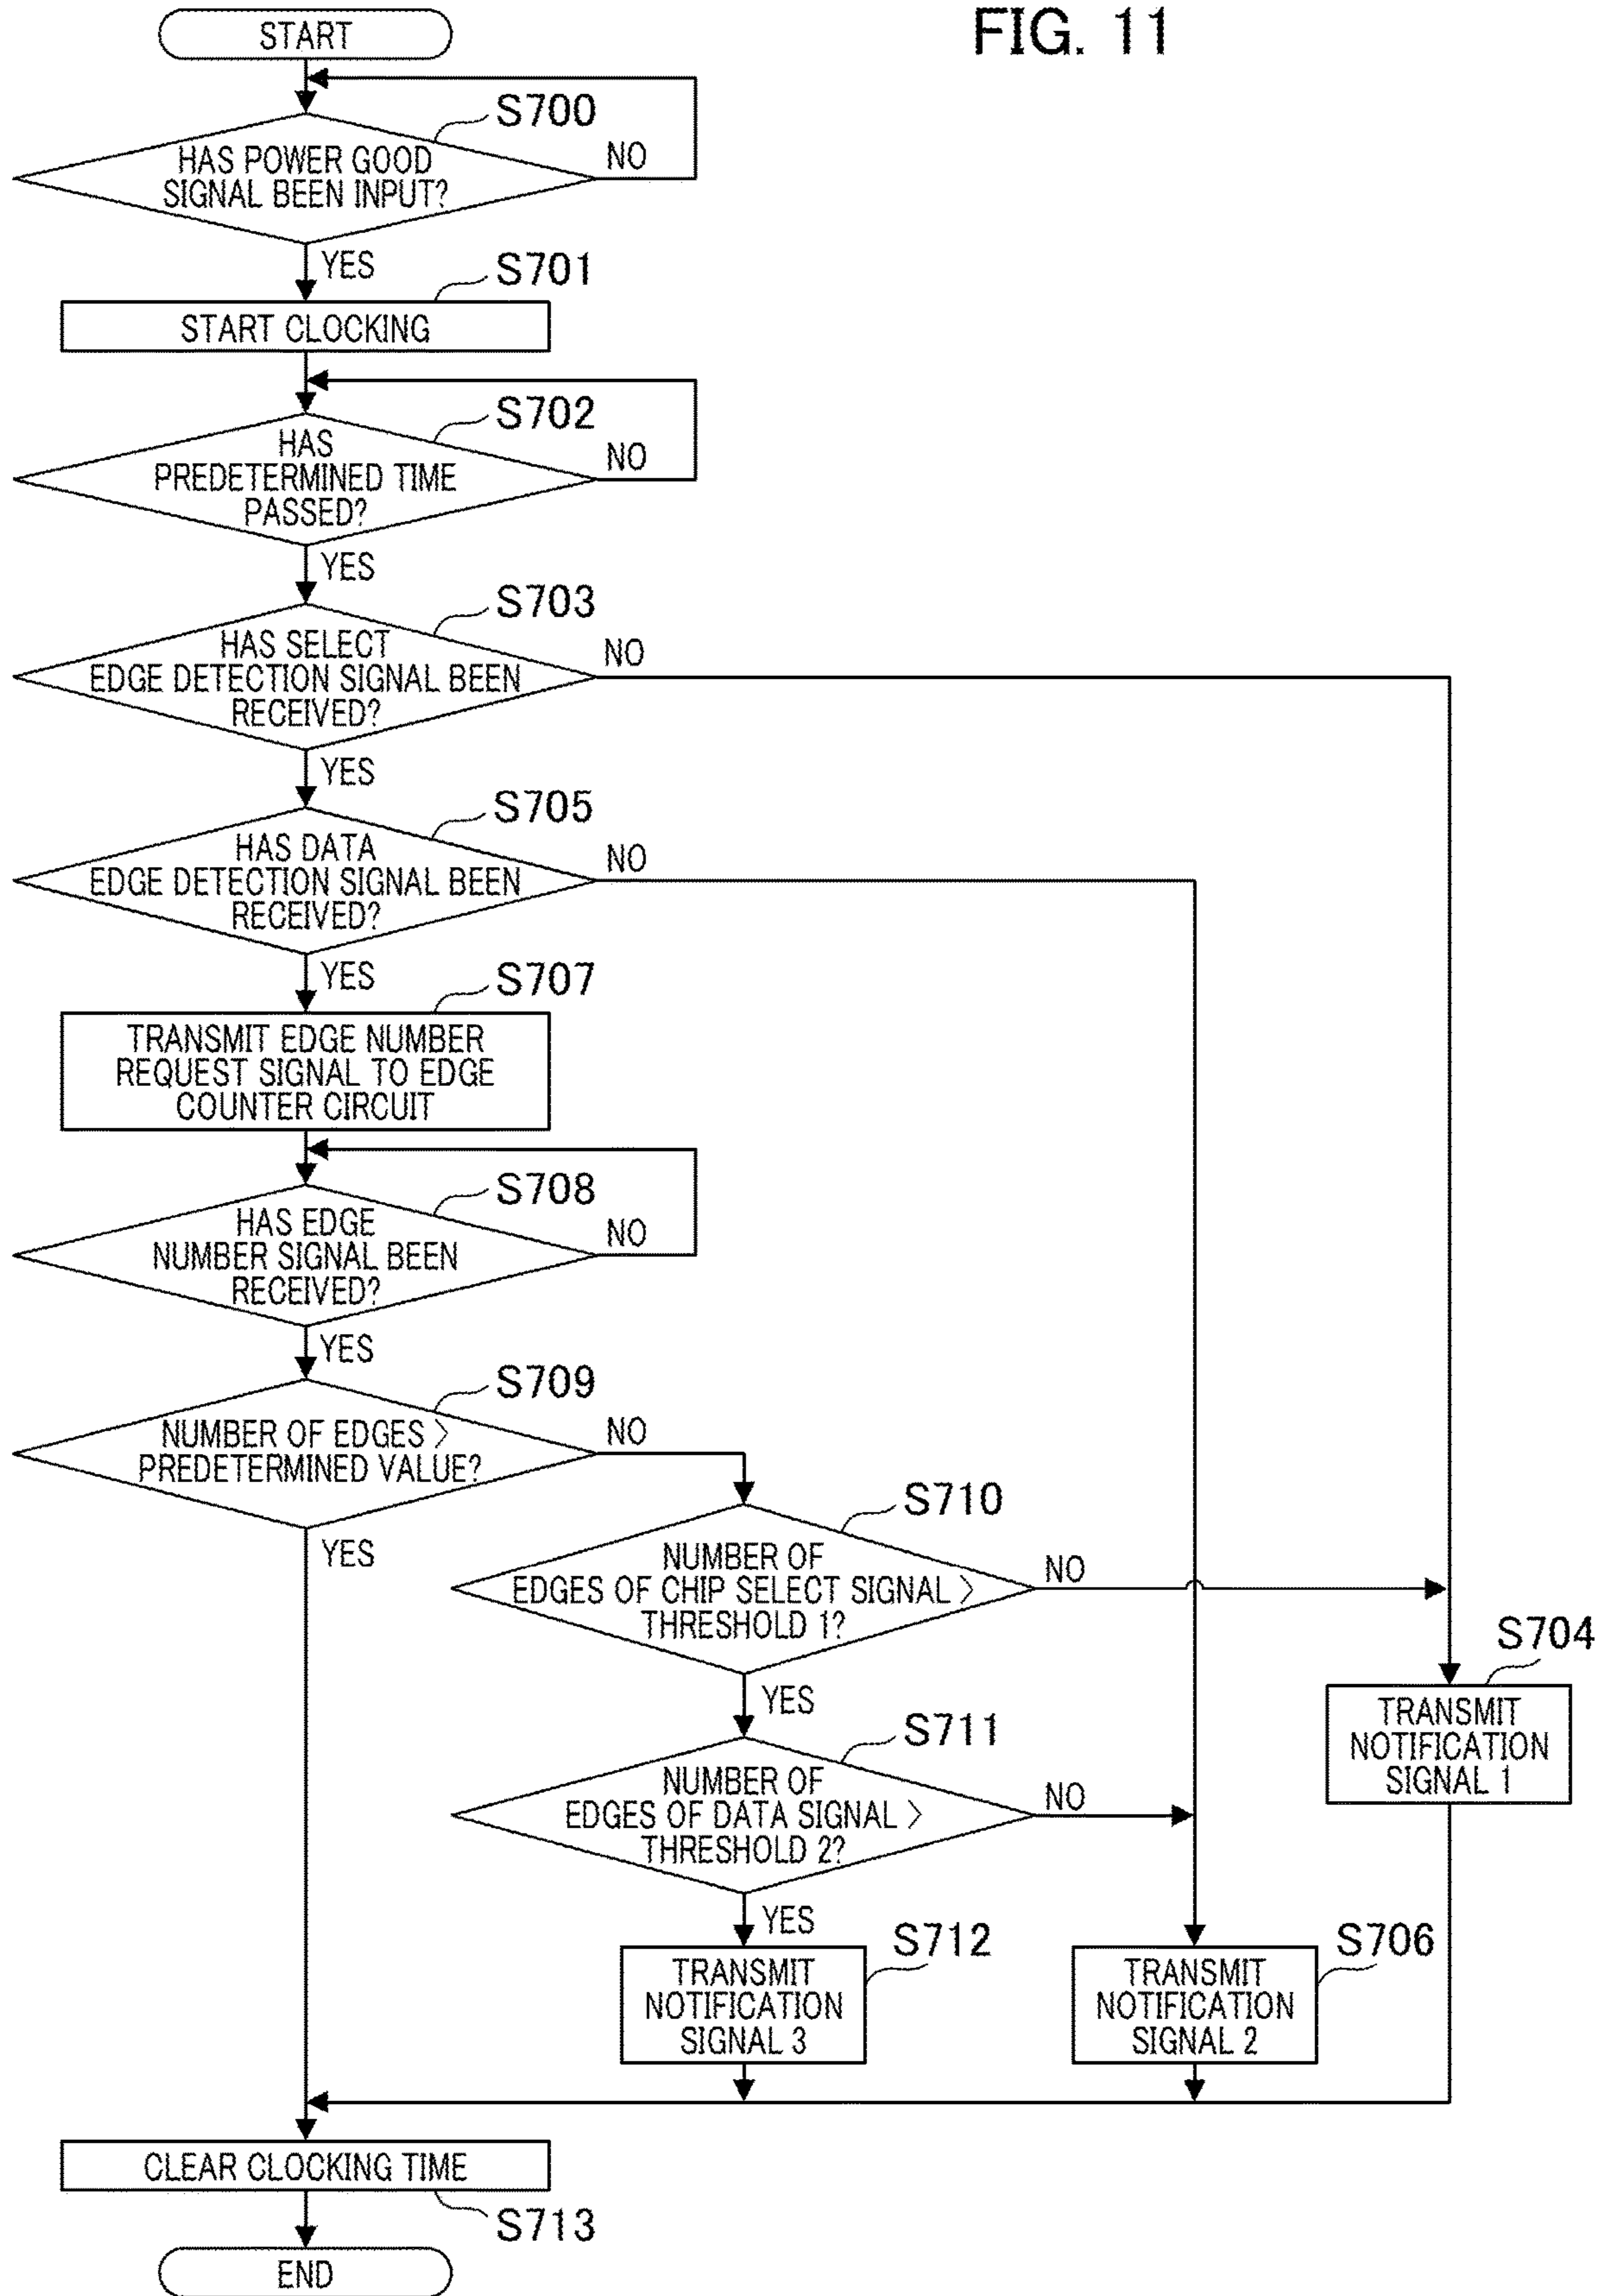 FIG. 11
START
S700
HAS POWER GOOD
SIGNAL BEEN INPUT?
NO
YES
S701
START CLOCKING
S702
HAS
PREDETERMINED TIME
PASSED?
NO
YES
S703
HAS SELECT
EDGE DETECTION SIGNAL BEEN
RECEIVED?
NO
YES
S705
HAS DATA
EDGE DETECTION SIGNAL BEEN
RECEIVED?
NO
YES
S707
TRANSMIT EDGE NUMBER
REQUEST SIGNAL TO EDGE
COUNTER CIRCUIT
S708
HAS EDGE
NUMBER SIGNAL BEEN
RECEIVED?
NO
YES
S709
NUMBER OF EDGES >
PREDETERMINED VALUE?
NO
YES
S710
NUMBER OF
EDGES OF CHIP SELECT SIGNAL >
THRESHOLD 1?
NO
YES
S704
TRANSMIT
NOTIFICATION
SIGNAL 1
S711
NUMBER OF
EDGES OF DATA SIGNAL >
THRESHOLD 2?
NO
YES
S712
TRANSMIT
NOTIFICATION
SIGNAL 3
S706
TRANSMIT
NOTIFICATION
SIGNAL 2
CLEAR CLOCKING TIME
S713
END